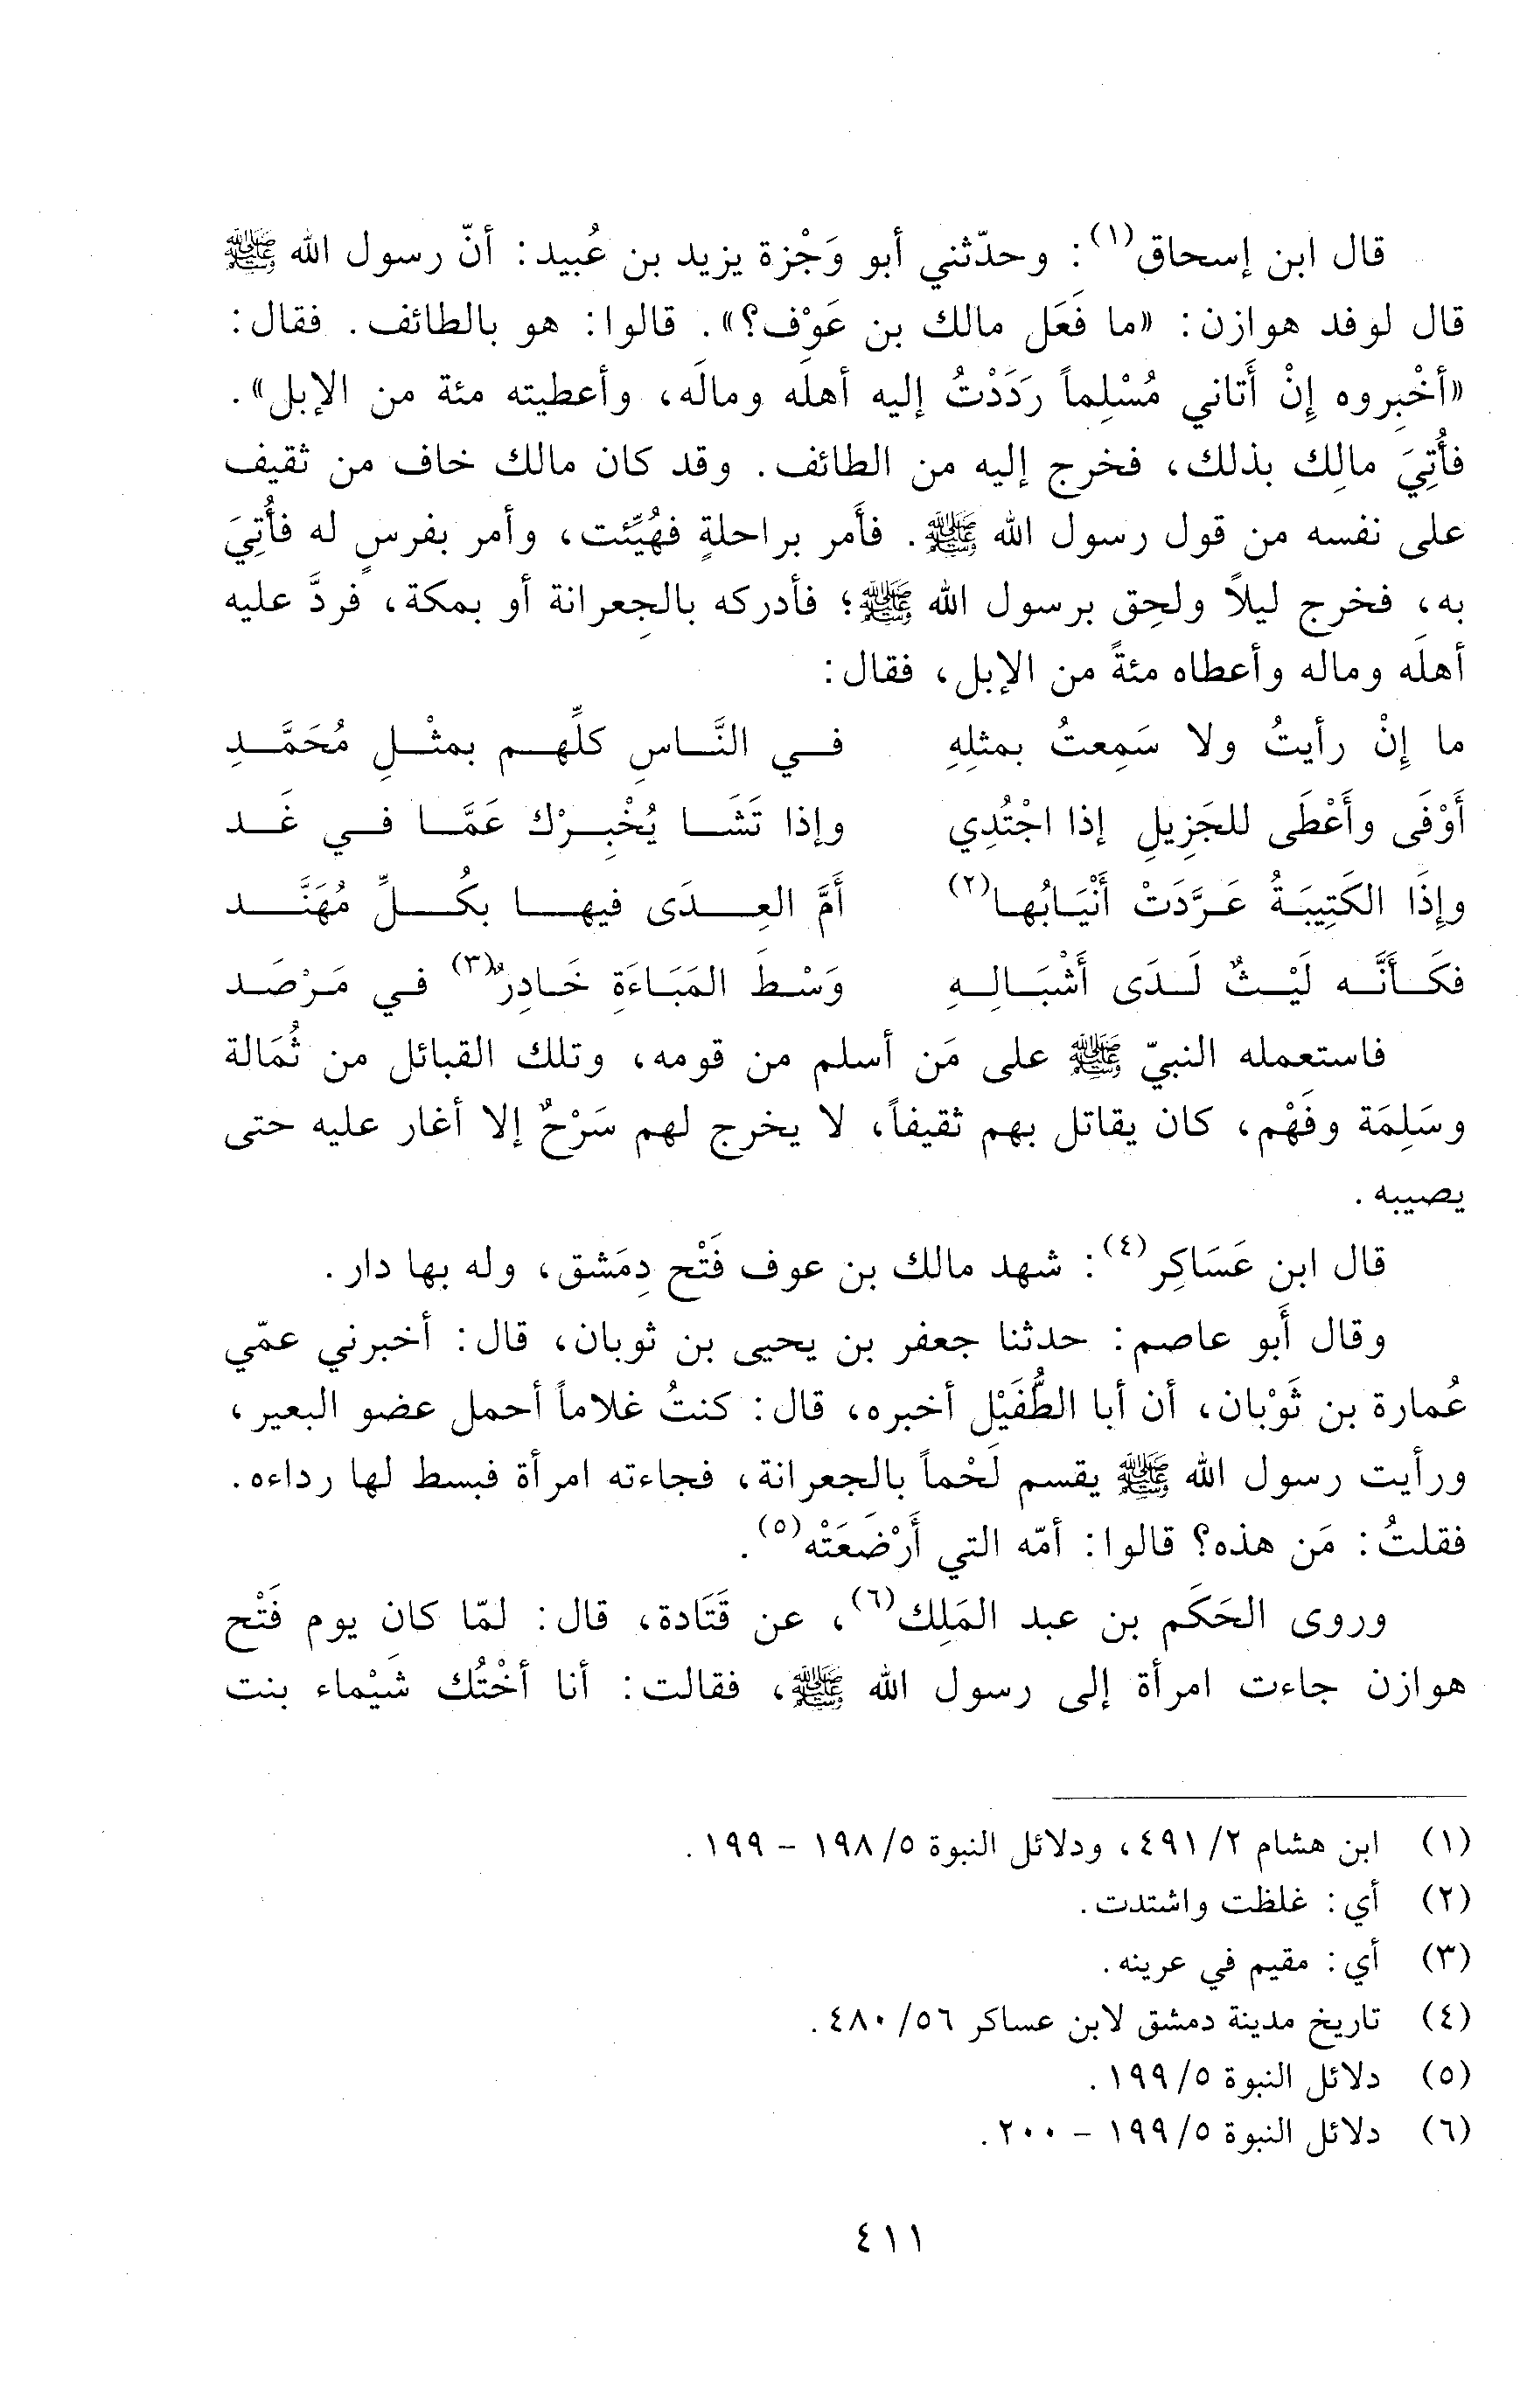 قال ابن إسحاق(١): وحدّثني أبو وَجْزة يزيد بن عُبيد: أنّ رسول الله ﷺ
قال لوفد هوازن: «ما فَعَل مالك بن عَوْف؟». قالوا: هو بالطائف. فقال:
«أخْبِروه إِنْ أَتاني مُسْلِماً رَدَدْتُ إليه أهلَه ومالَه، وأعطيته مئة من الإبل».
فأُتِيَ مالِك بذلك، فخرج إليه من الطائف. وقد كان مالك خاف من ثقيف
على نفسه من قول رسول الله ﷺ. فأَمر براحلةٍ فهُيِّئت، وأمر بفرسٍ له فأُتِيَ
به، فخرج ليلاً ولحِق برسول الله ﷺ؛ فأدركه بالجِعرانة أو بمكة، فردَّ عليه
أهلَه وماله وأعطاه مئةً من الإبل، فقال:
ما إِنْ رأيتُ ولا سَمِعتُ بمثلِهِ في النَّاسِ كلِّهم بمثْلِ مُحَمَّدِ
أَوْفَى وأَعْطَى للجَزِيلِ إذا اجْتُدِي وإذا تَشَا يُخْبِرْك عَمَّا في غَد
وإِذَا الكَتِيبَةُ عَرَّدَتْ أَنْيَابُها(٢) أَمَّ العِدَى فيها بكُلِّ مُهَنَّد
فكَأَنَّه لَيْثٌ لَدَى أَشْبَالِهِ وَسْطَ المَبَاءَةِ خَادِرٌ(٣) في مَرْصَد
فاستعمله النبيّ ﷺ على مَن أسلم من قومه، وتلك القبائل من ثُمَالة
وسَلِمَة وفَهْم، كان يقاتل بهم ثقيفاً، لا يخرج لهم سَرْحٌ إلا أغار عليه حتى
يصيبه.
قال ابن عَسَاكِر(٤): شهد مالك بن عوف فَتْح دِمَشق، وله بها دار.
وقال أَبو عاصم: حدثنا جعفر بن يحيى بن ثوبان، قال: أخبرني عمّي
عُمارة بن ثَوْبان، أن أبا الطُّفَيْل أخبره، قال: كنتُ غلاماً أحمل عضو البعير،
ورأيت رسول الله ﷺ يقسم لَحْماً بالجعرانة، فجاءته امرأة فبسط لها رداءه.
فقلتُ: مَن هذه؟ قالوا: أمّه التي أَرْضَعَتْه(٥).
وروى الحَكَم بن عبد المَلِك(٦)، عن قَتَادة، قال: لمّا كان يوم فَتْح
هوازن جاءت امرأة إلى رسول الله ﷺ، فقالت: أنا أخْتُك شَيْماء بنت
(١) ابن هشام ٢/ ٤٩١، ودلائل النبوة ٥/ ١٩٨ - ١٩٩.
(٢) أي: غلظت واشتدت.
(٣) أي: مقيم في عرينه.
(٤) تاريخ مدينة دمشق لابن عساكر ٥٦/ ٤٨٠.
(٥) دلائل النبوة ٥/ ١٩٩.
(٦) دلائل النبوة ٥/ ١٩٩ - ٢٠٠.
٤١١